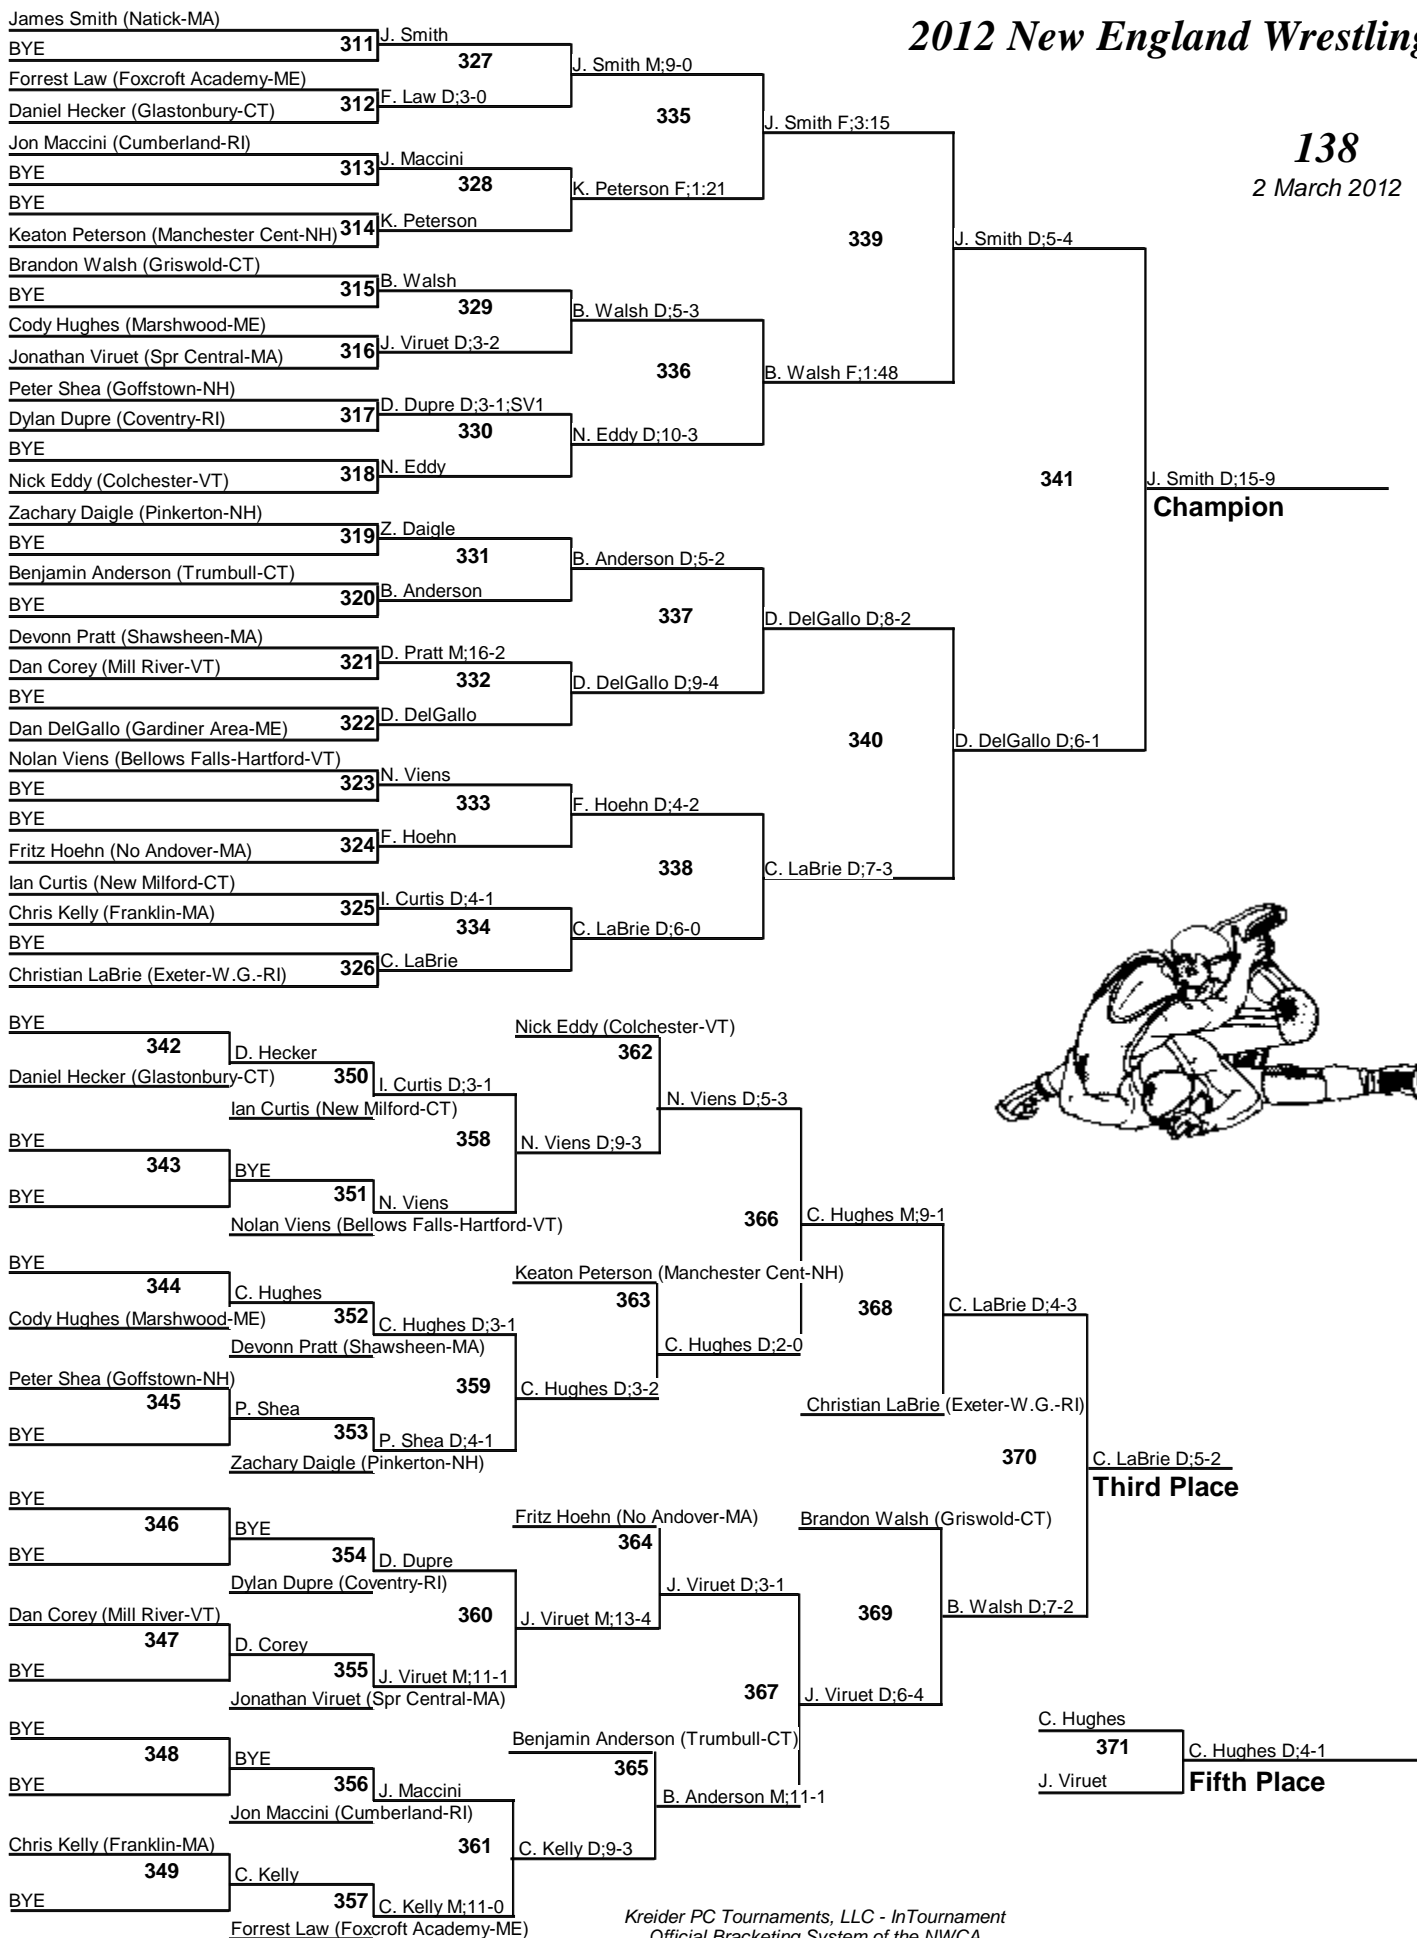 2012 New England Wrestling
138
2 March 2012
James Smith (Natick-MA)
BYE
311
J. Smith
327
Forrest Law (Foxcroft Academy-ME)
Daniel Hecker (Glastonbury-CT)
312
F. Law D;3-0
J. Smith M;9-0
335
Jon Maccini (Cumberland-RI)
BYE
313
J. Maccini
328
BYE
Keaton Peterson (Manchester Cent-NH)
314
K. Peterson
K. Peterson F;1:21
J. Smith F;3:15
339
Brandon Walsh (Griswold-CT)
BYE
315
B. Walsh
329
Cody Hughes (Marshwood-ME)
Jonathan Viruet (Spr Central-MA)
316
J. Viruet D;3-2
B. Walsh D;5-3
336
Peter Shea (Goffstown-NH)
Dylan Dupre (Coventry-RI)
317
D. Dupre D;3-1;SV1
330
BYE
Nick Eddy (Colchester-VT)
318
N. Eddy
N. Eddy D;10-3
B. Walsh F;1:48
J. Smith D;5-4
341
J. Smith D;15-9
Champion
Zachary Daigle (Pinkerton-NH)
BYE
319
Z. Daigle
331
Benjamin Anderson (Trumbull-CT)
BYE
320
B. Anderson
B. Anderson D;5-2
337
Devonn Pratt (Shawsheen-MA)
Dan Corey (Mill River-VT)
321
D. Pratt M;16-2
332
BYE
Dan DelGallo (Gardiner Area-ME)
322
D. DelGallo
D. DelGallo D;9-4
D. DelGallo D;8-2
340
D. DelGallo D;6-1
Nolan Viens (Bellows Falls-Hartford-VT)
BYE
323
N. Viens
333
BYE
Fritz Hoehn (No Andover-MA)
324
F. Hoehn
F. Hoehn D;4-2
338
C. LaBrie D;7-3
Ian Curtis (New Milford-CT)
Chris Kelly (Franklin-MA)
325
I. Curtis D;4-1
334
BYE
Christian LaBrie (Exeter-W.G.-RI)
326
C. LaBrie
C. LaBrie D;6-0
BYE
342
Daniel Hecker (Glastonbury-CT)
D. Hecker
350
Ian Curtis (New Milford-CT)
I. Curtis D;3-1
358
BYE
343
BYE
BYE
351
Nolan Viens (Bellows Falls-Hartford-VT)
N. Viens
N. Viens D;9-3
Nick Eddy (Colchester-VT)
362
N. Viens D;5-3
366
BYE
344
Cody Hughes (Marshwood-ME)
C. Hughes
352
Devonn Pratt (Shawsheen-MA)
C. Hughes D;3-1
359
Peter Shea (Goffstown-NH)
345
BYE
P. Shea
353
Zachary Daigle (Pinkerton-NH)
P. Shea D;4-1
C. Hughes D;3-2
Keaton Peterson (Manchester Cent-NH)
363
C. Hughes D;2-0
C. Hughes M;9-1
368
Christian LaBrie (Exeter-W.G.-RI)
C. LaBrie D;4-3
370
C. LaBrie D;5-2
Third Place
BYE
346
BYE
BYE
354
Dylan Dupre (Coventry-RI)
D. Dupre
360
Dan Corey (Mill River-VT)
347
BYE
D. Corey
355
Jonathan Viruet (Spr Central-MA)
J. Viruet M;11-1
J. Viruet M;13-4
Fritz Hoehn (No Andover-MA)
364
J. Viruet D;3-1
367
Brandon Walsh (Griswold-CT)
369
J. Viruet D;6-4
B. Walsh D;7-2
BYE
348
BYE
BYE
356
Jon Maccini (Cumberland-RI)
J. Maccini
361
Chris Kelly (Franklin-MA)
349
BYE
C. Kelly
357
Forrest Law (Foxcroft Academy-ME)
C. Kelly M;11-0
C. Kelly D;9-3
Benjamin Anderson (Trumbull-CT)
365
B. Anderson M;11-1
C. Hughes
371
J. Viruet
C. Hughes D;4-1
Fifth Place
Kreider PC Tournaments, LLC - InTournament
Official Bracketing System of the NWCA